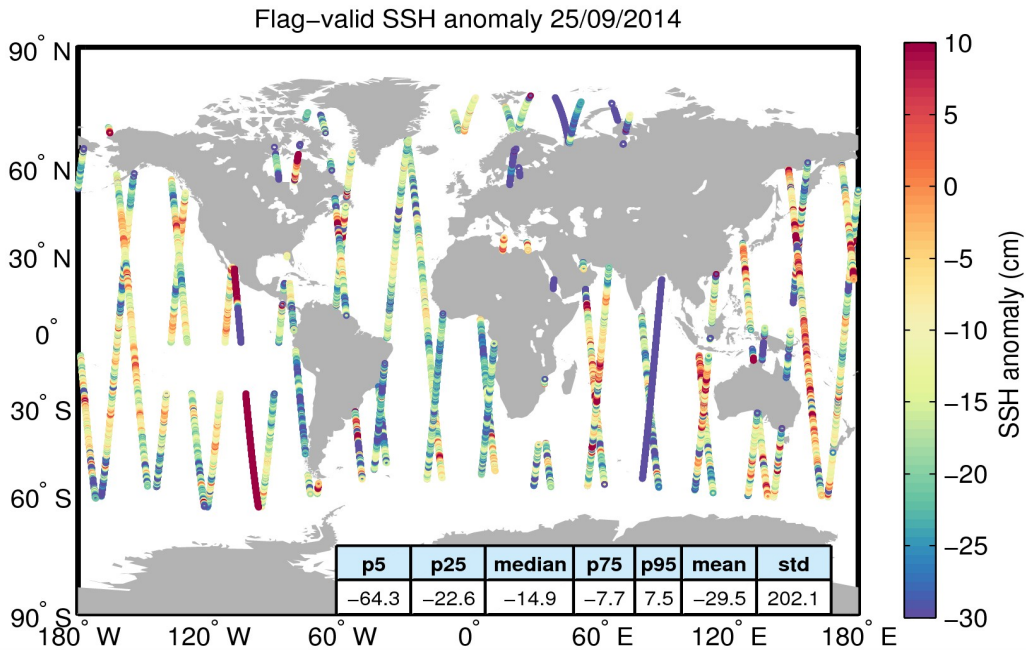 Flag−valid SSH anomaly 25/09/2014
90° N
60° N
30° N
0°
30° S
60° S
90° S
180° W 120° W 60° W 0° 60° E 120° E 180° E
p5 p25 median p75 p95 mean std
−64.3 −22.6 −14.9 −7.7 7.5 −29.5 202.1
10
5
0
−5
−10
−15
−20
−25
−30
SSH anomaly (cm)